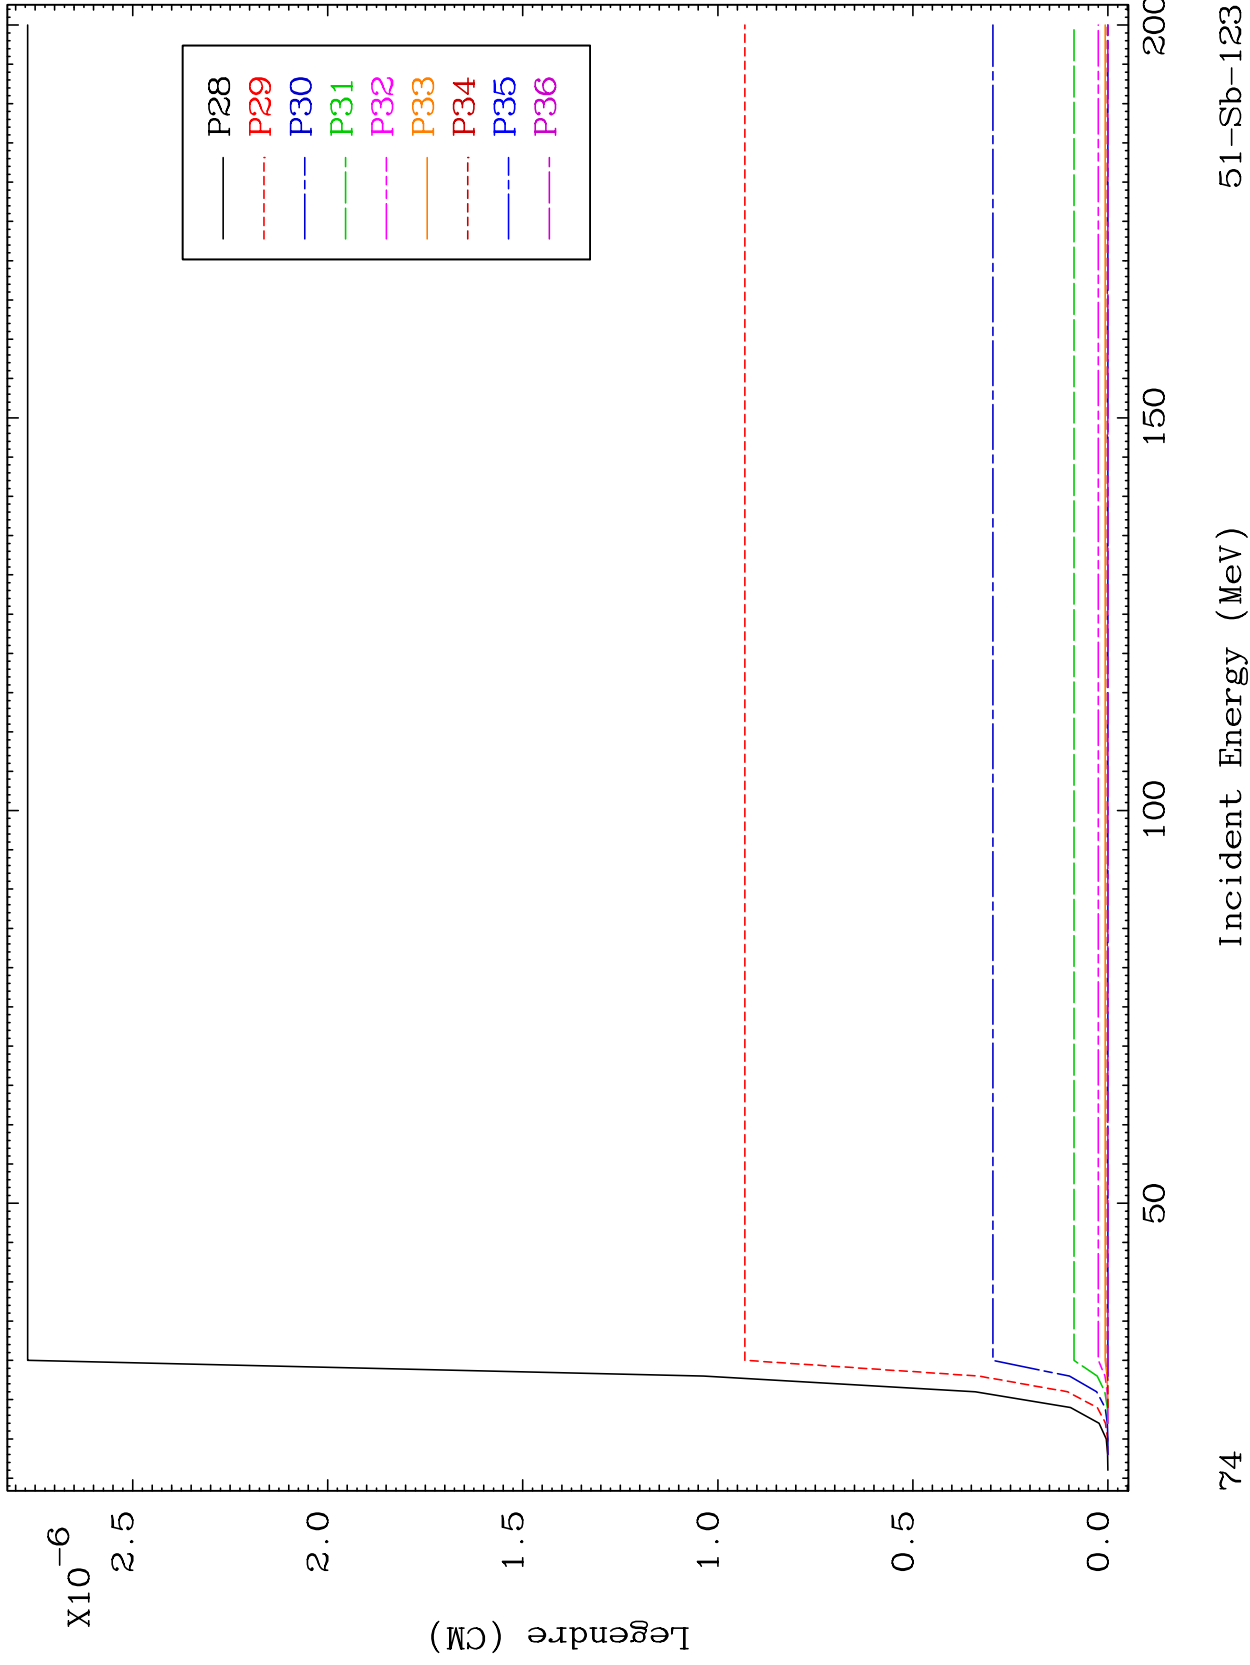 X10-6
2.5
2.0
1.5
1.0
0.5
0.0
Legendre (CM)
P28
P29
P30
P31
P32
P33
P34
P35
P36
50
100
150
200
Incident Energy (MeV)
74
51-Sb-123